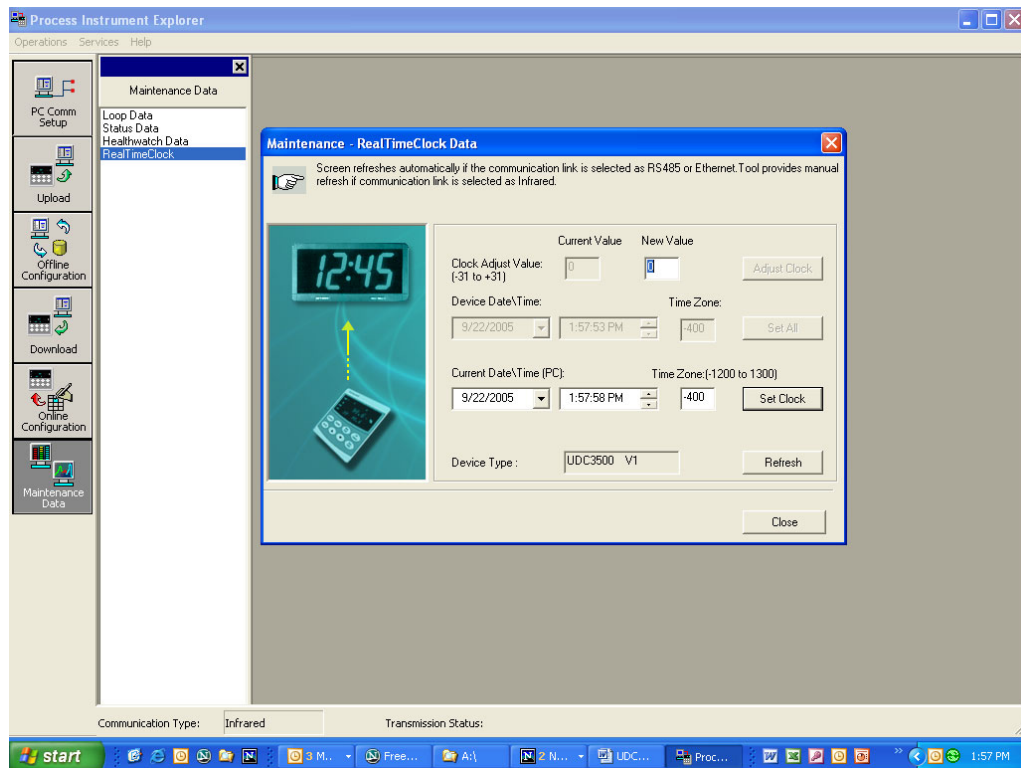 Process Instrument Explorer
Operations Services Help
PC Comm
Setup
Upload
Offline
Configuration
Download
Online
Configuration
Maintenance
Data
Maintenance Data
Loop Data
Status Data
Healthwatch Data
RealTimeClock
Maintenance - RealTimeClock Data
Screen refreshes automatically if the communication link is selected as RS485 or Ethernet.Tool provides manual
refresh if communication link is selected as Infrared.
12:45
Current Value New Value
Clock Adjust Value: 0 0 Adjust Clock
(-31 to +31)
Device Date\Time: Time Zone:
9/22/2005 1:57:53 PM -400 Set All
Current Date\Time (PC): Time Zone:(-1200 to 1300)
9/22/2005 1:57:58 PM -400 Set Clock
Device Type : UDC3500 V1 Refresh
Close
Communication Type: Infrared Transmission Status:
start 3 M.. Free... A:\ 2 N... UDC... Proc... 1:57 PM